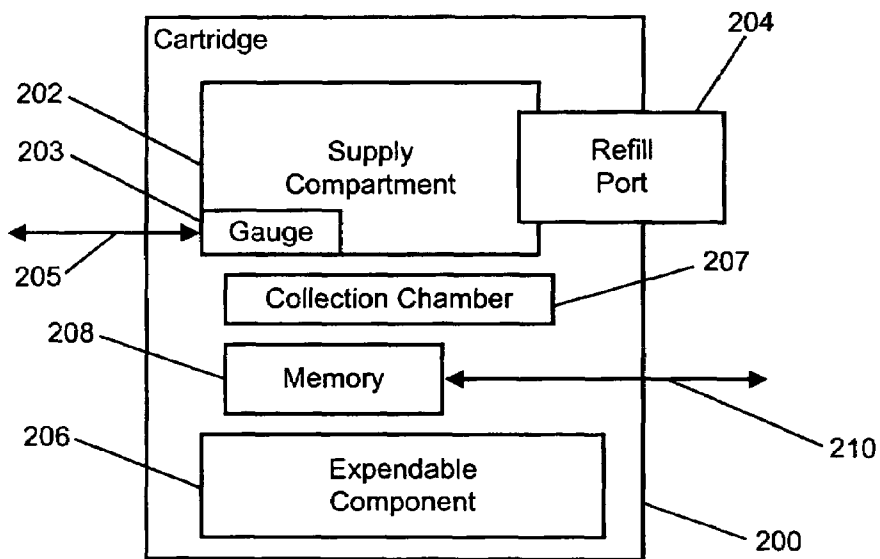 Cartridge
204
202
203
Supply
Compartment
Refill
Port
Gauge
205
207
Collection Chamber
208
Memory
206
210
Expendable
Component
200